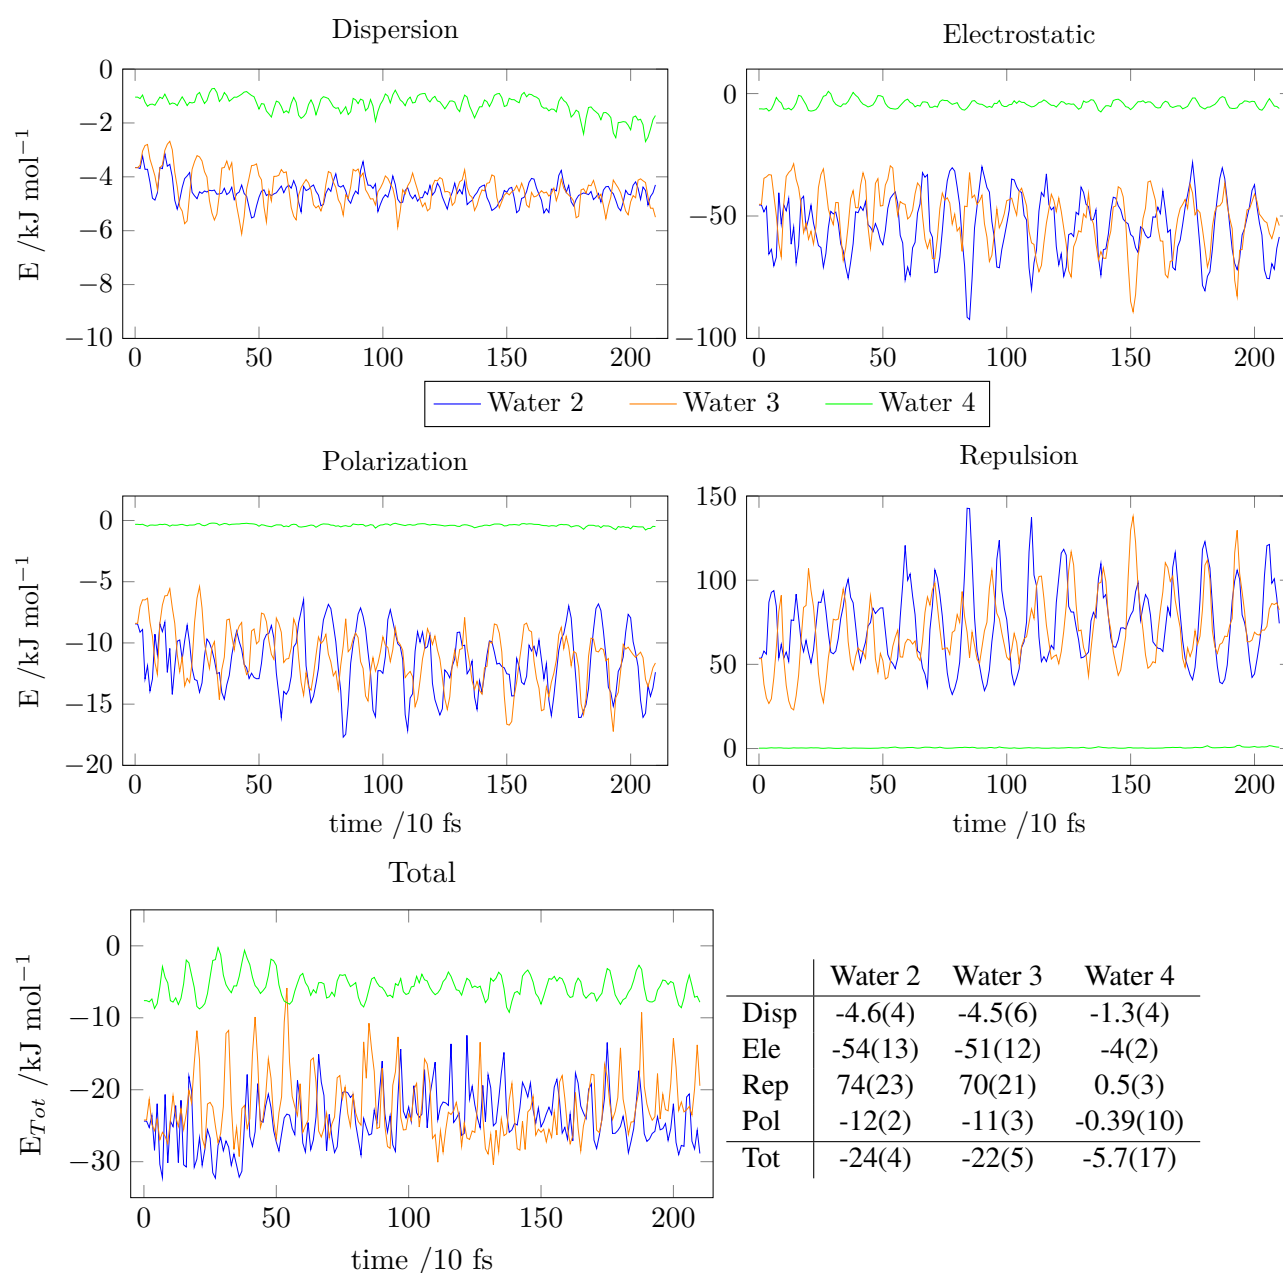 Dispersion
Electrostatic
E /kJ mol⁻¹
0
−2
−4
−6
−8
−10
0 50 100 150 200
0
−50
−100
0 50 100 150 200
Water 2 Water 3 Water 4
Polarization
Repulsion
E /kJ mol⁻¹
0
−5
−10
−15
−20
0 50 100 150 200
time /10 fs
150
100
50
0
0 50 100 150 200
time /10 fs
Total
E_Tot /kJ mol⁻¹
0
−10
−20
−30
0 50 100 150 200
time /10 fs
Water 2 Water 3 Water 4
Disp -4.6(4) -4.5(6) -1.3(4)
Ele -54(13) -51(12) -4(2)
Rep 74(23) 70(21) 0.5(3)
Pol -12(2) -11(3) -0.39(10)
Tot -24(4) -22(5) -5.7(17)